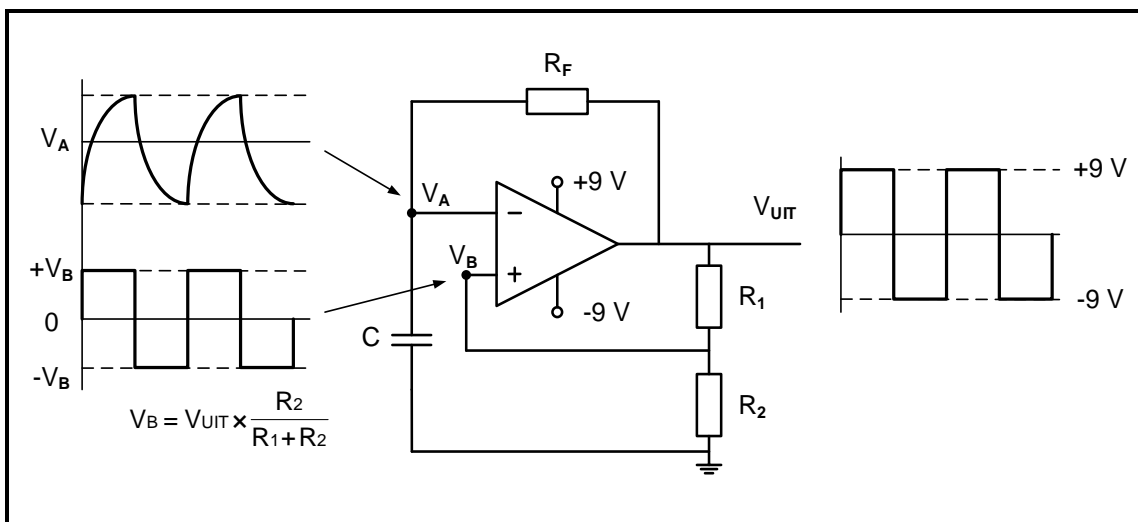 R_F
V_A
V_A
+9 V
−
V_UIT
+9 V
+V_B
V_B
+
0
R_1
-9 V
-9 V
C
-V_B
R_2
V_B = V_UIT × R_2 / R_1 + R_2